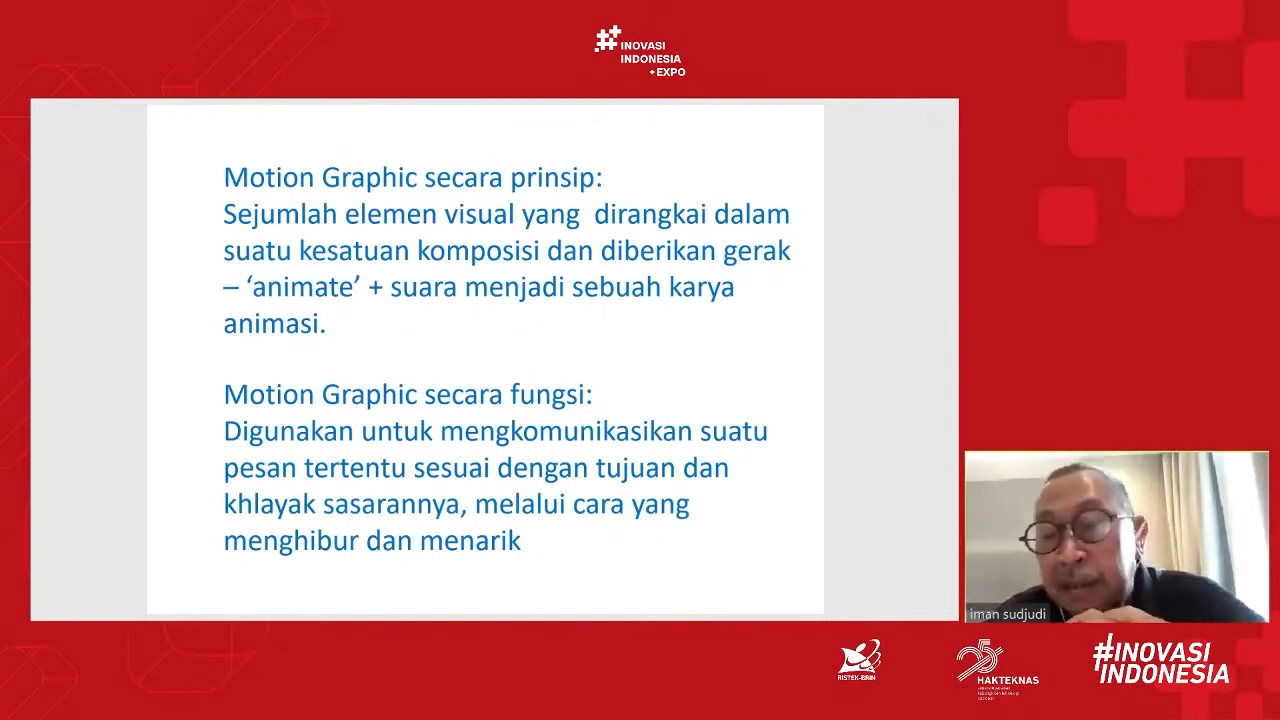 INOVASI
INDONESIA
+EXPO
Motion Graphic secara prinsip:
Sejumlah elemen visual yang dirangkai dalam
suatu kesatuan komposisi dan diberikan gerak
– ‘animate’ + suara menjadi sebuah karya
animasi.
Motion Graphic secara fungsi:
Digunakan untuk mengkomunikasikan suatu
pesan tertentu sesuai dengan tujuan dan
khlayak sasarannya, melalui cara yang
menghibur dan menarik
iman sudjudi
RISTEK-BRIN
25
HAKTEKNAS
#INOVASI
INDONESIA